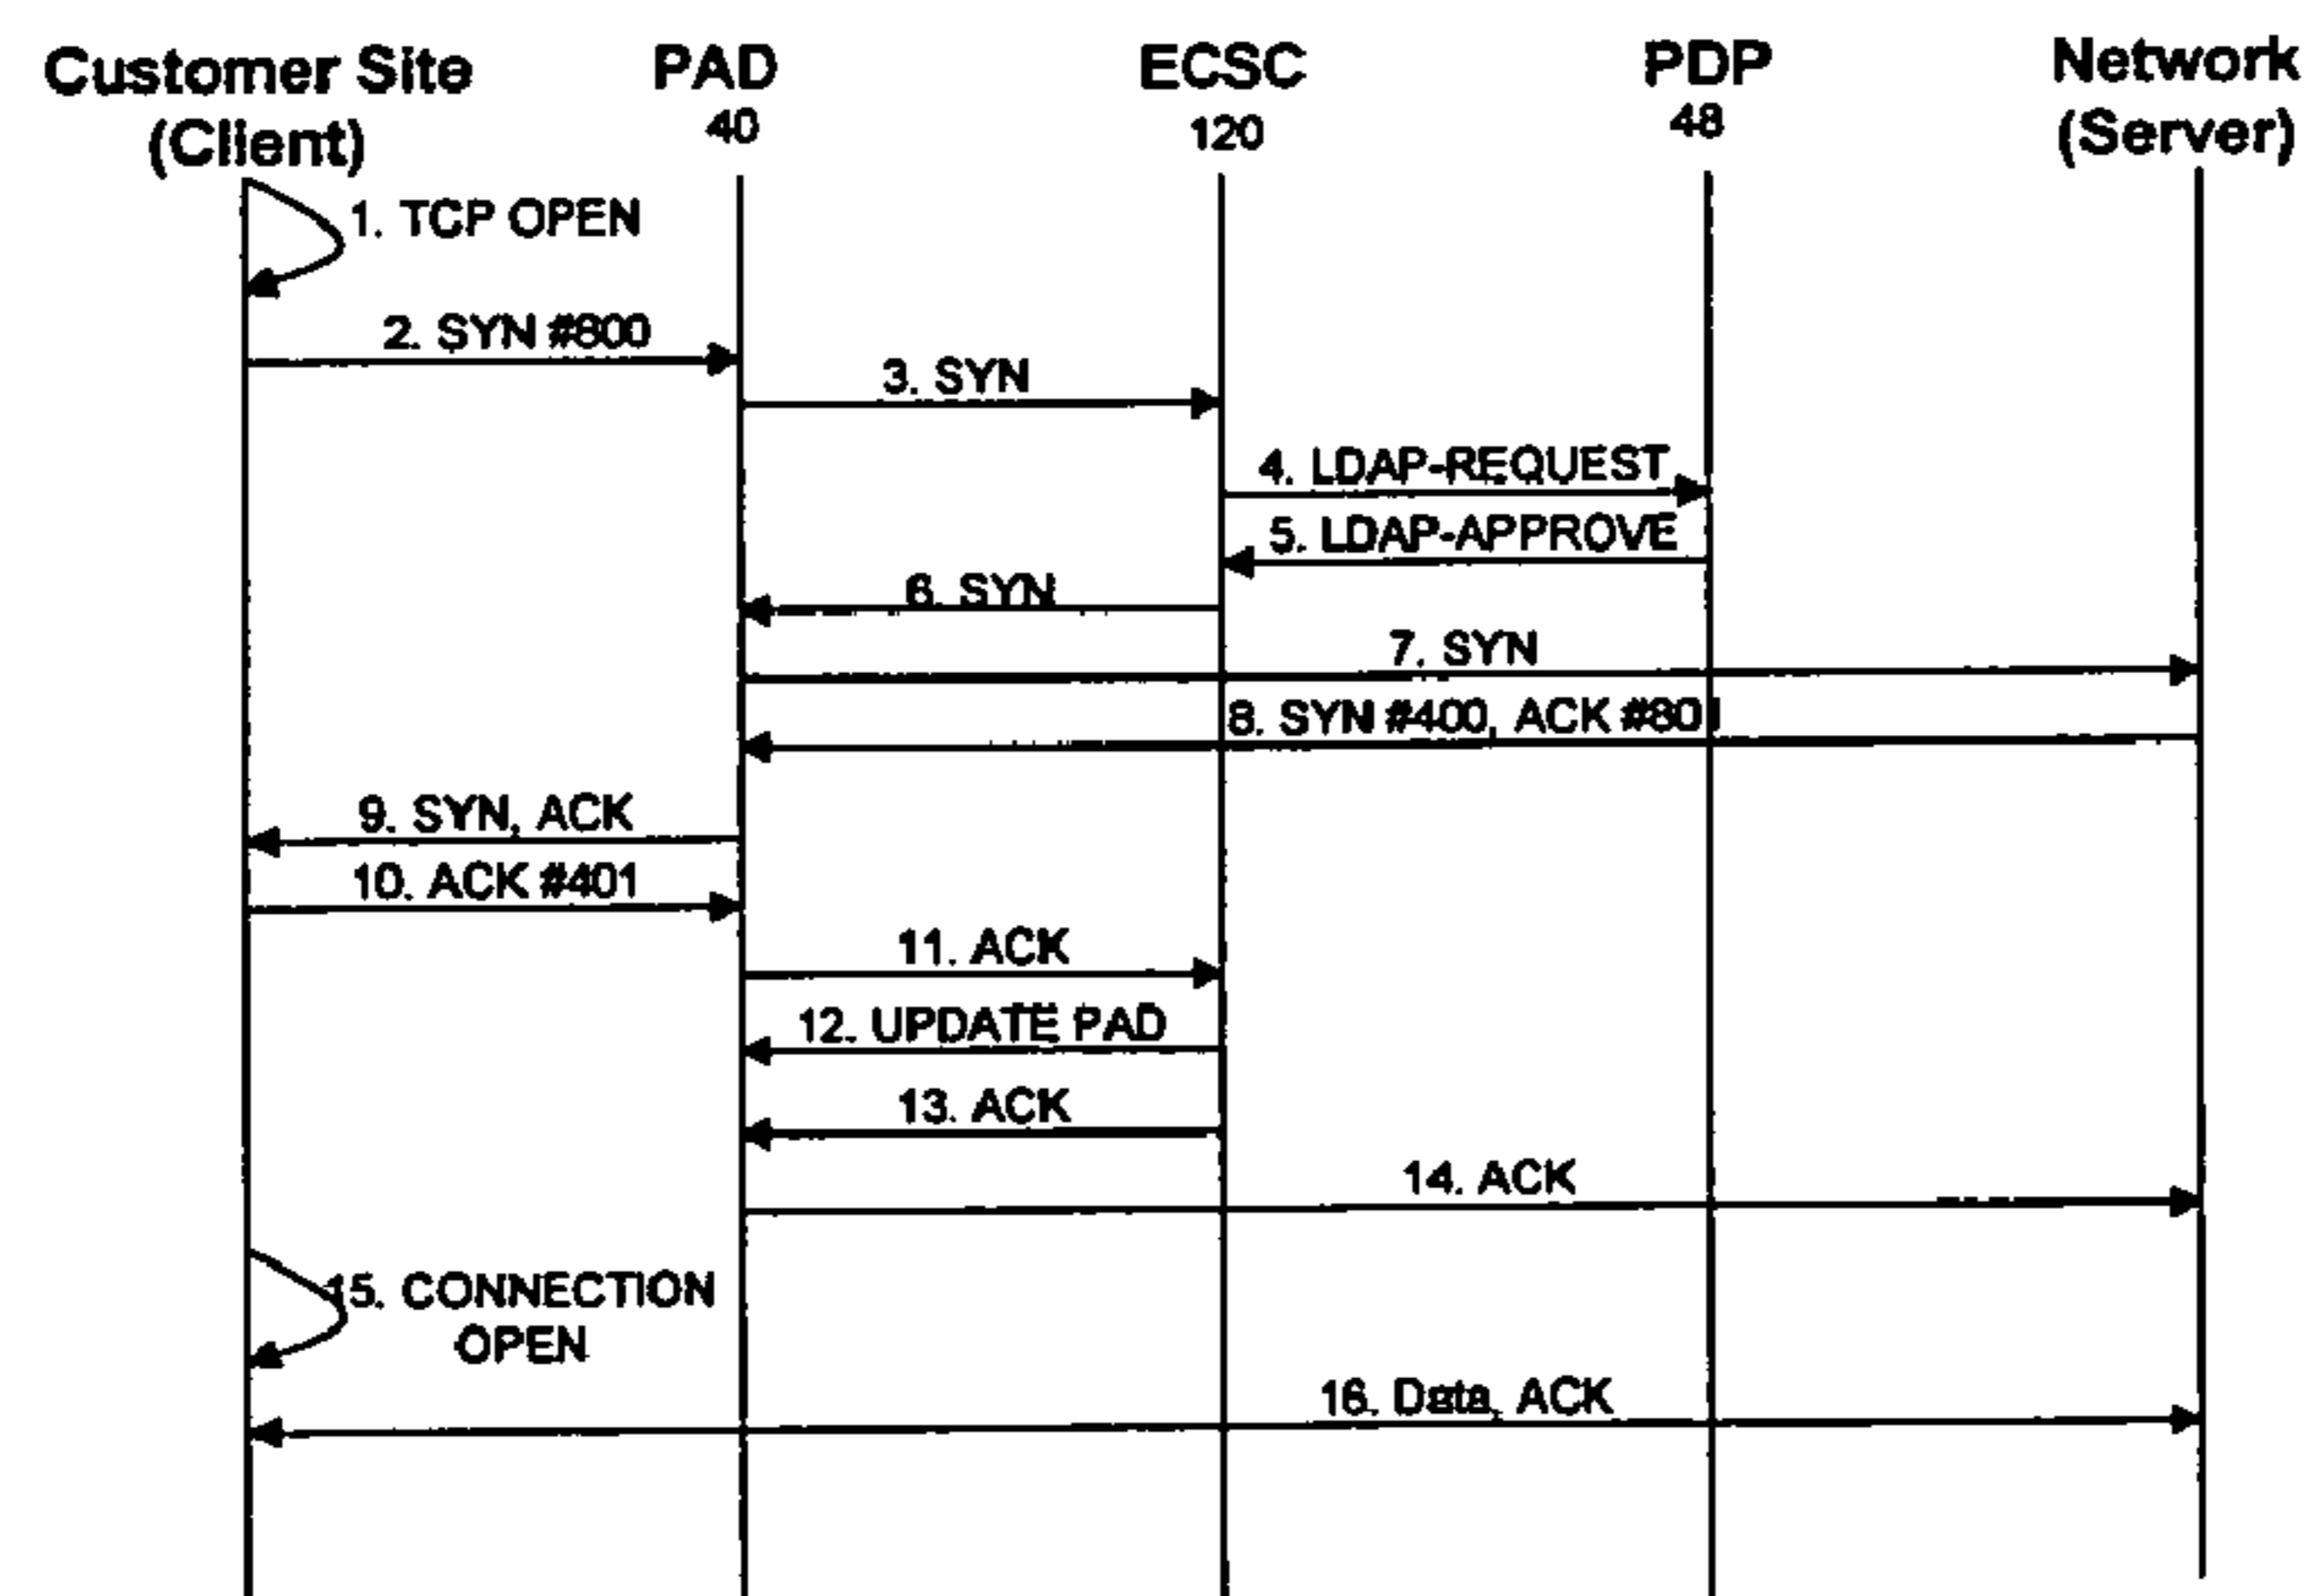 Customer Site PAD ECSC PDP Network
(Client) 40 120 48 (Server)
1. TCP OPEN
2. SYN #800
3. SYN
4. LDAP-REQUEST
5. LDAP-APPROVE
6. SYN
7. SYN
8. SYN #400, ACK #801
9. SYN, ACK
10. ACK #401
11. ACK
12. UPDATE PAD
13. ACK
14. ACK
15. CONNECTION
OPEN
16. Data, ACK